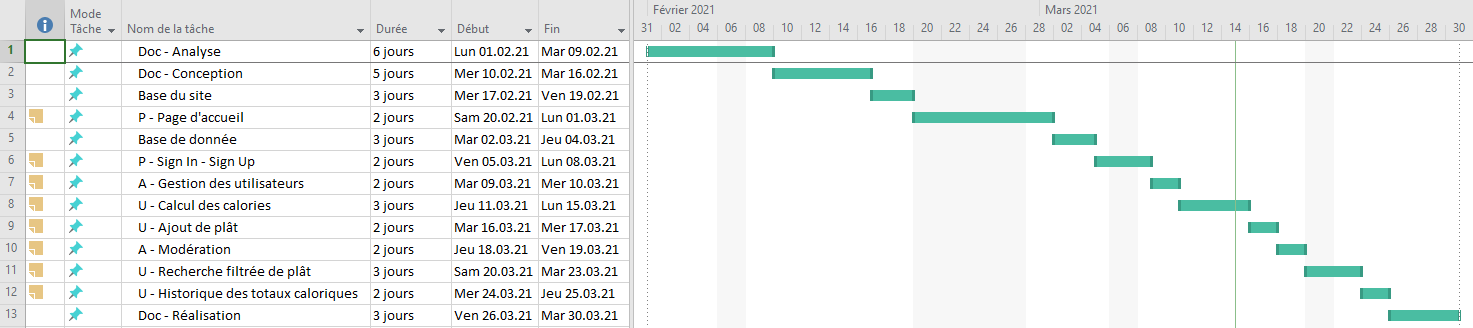 Février 2021 Mars 2021
Mode Tâche Nom de la tâche Durée Début Fin 31 02 04 06 08 10 12 14 16 18 20 22 24 26 28 02 04 06 08 10 12 14 16 18 20 22 24 26 28 30
1 Doc - Analyse 6 jours Lun 01.02.21 Mar 09.02.21
2 Doc - Conception 5 jours Mer 10.02.21 Mar 16.02.21
3 Base du site 3 jours Mer 17.02.21 Ven 19.02.21
4 P - Page d'accueil 2 jours Sam 20.02.21 Lun 01.03.21
5 Base de donnée 3 jours Mar 02.03.21 Jeu 04.03.21
6 P - Sign In - Sign Up 2 jours Ven 05.03.21 Lun 08.03.21
7 A - Gestion des utilisateurs 2 jours Mar 09.03.21 Mer 10.03.21
8 U - Calcul des calories 3 jours Jeu 11.03.21 Lun 15.03.21
9 U - Ajout de plât 2 jours Mar 16.03.21 Mer 17.03.21
10 A - Modération 2 jours Jeu 18.03.21 Ven 19.03.21
11 U - Recherche filtrée de plât 3 jours Sam 20.03.21 Mar 23.03.21
12 U - Historique des totaux caloriques 2 jours Mer 24.03.21 Jeu 25.03.21
13 Doc - Réalisation 3 jours Ven 26.03.21 Mar 30.03.21